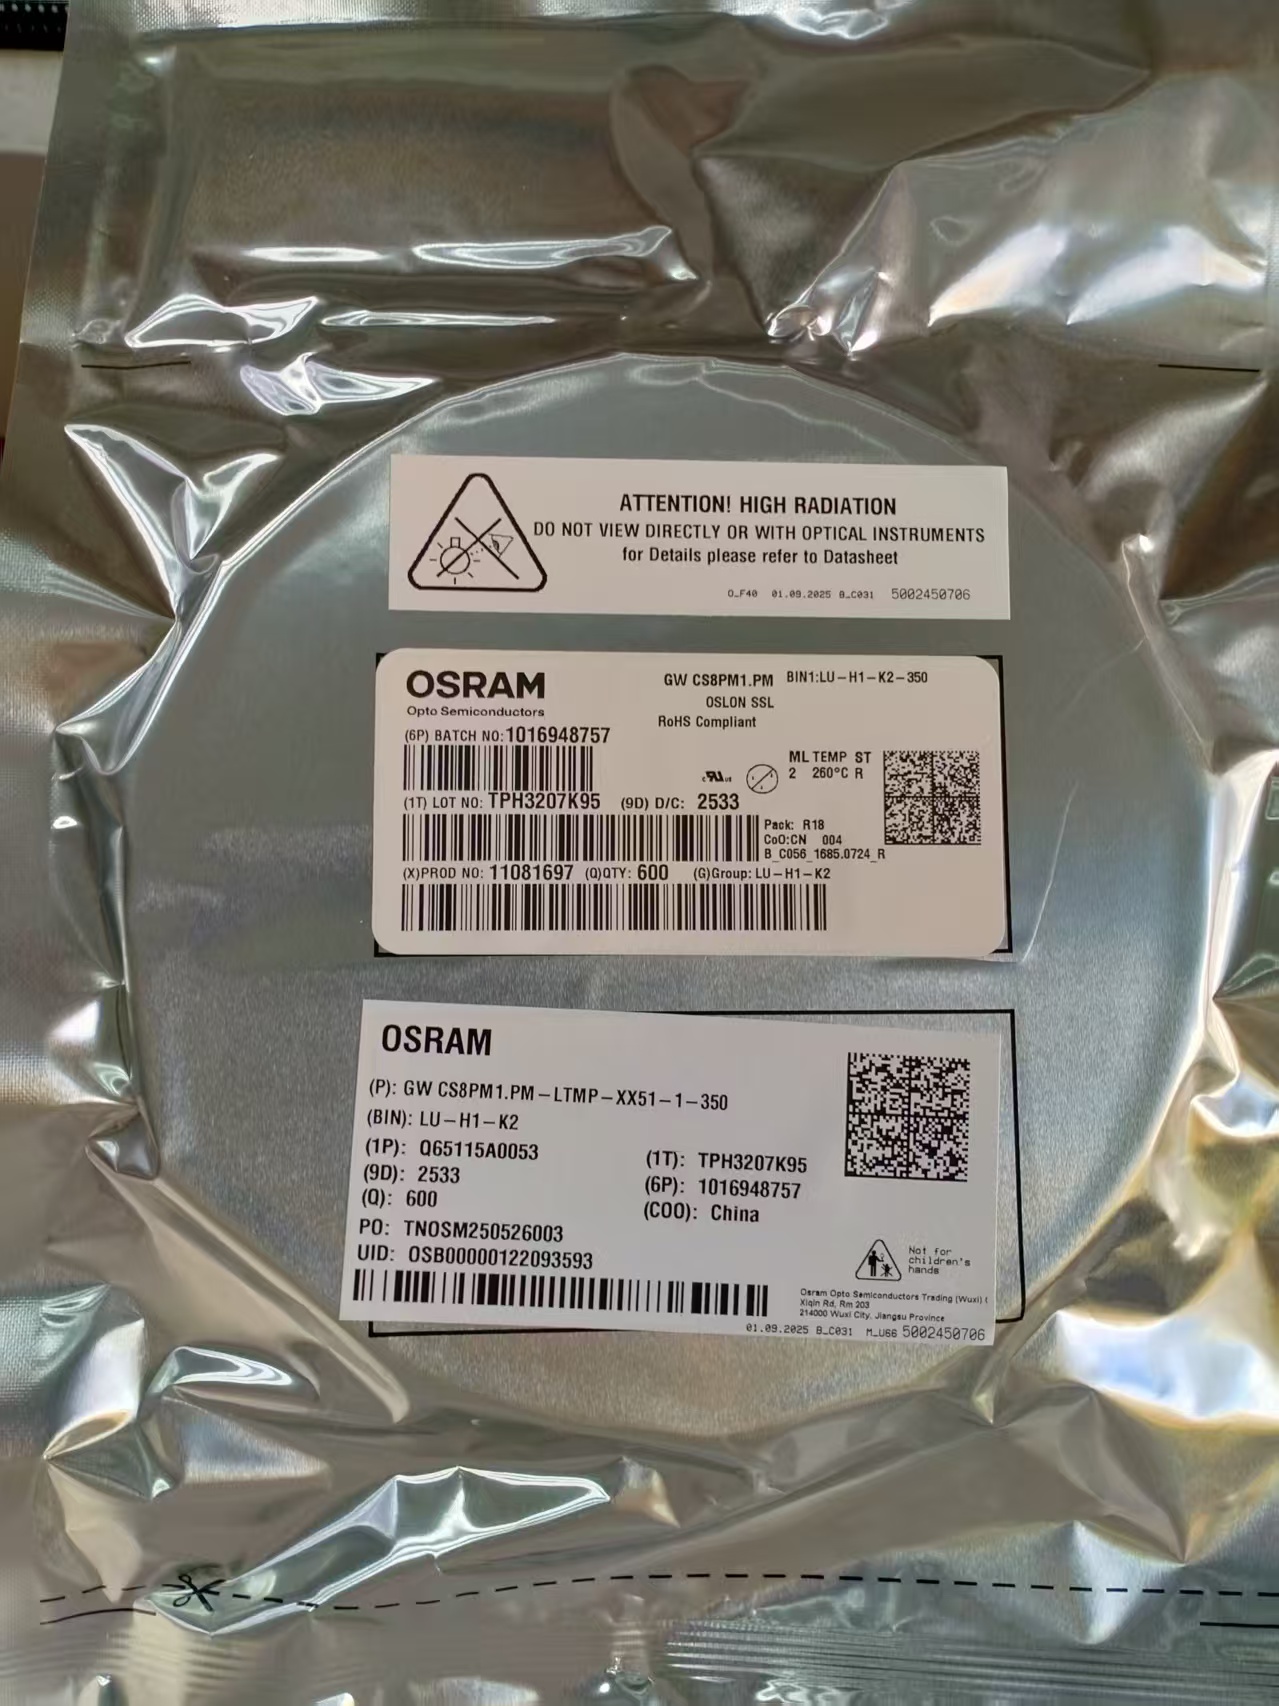 ATTENTION! HIGH RADIATION
DO NOT VIEW DIRECTLY OR WITH OPTICAL INSTRUMENTS
for Details please refer to Datasheet
O_F40 01.09.2025 B_C031 5002450706
OSRAM
Opto Semiconductors
GW CS8PM1.PM BIN1:LU-H1-K2-350
OSLON SSL
RoHS Compliant
(6P) BATCH NO:1016948757
ML TEMP ST
2 260°C R
(1T) LOT NO: TPH3207K95 (9D) D/C: 2533
Pack: R18
CoO:CN 004
B_C056_1685.0724_R
(X)PROD NO: 11081697 (Q)QTY: 600 (G)Group: LU-H1-K2
OSRAM
(P): GW CS8PM1.PM-LTMP-XX51-1-350
(BIN): LU-H1-K2
(1P): Q65115A0053
(9D): 2533
(Q): 600
(1T): TPH3207K95
(6P): 1016948757
(COO): China
PO: TNOSM250526003
UID: OSB00000122093593
Not for
children's
hands
Osram Opto Semiconductors Trading (Wuxi) (
Xiqin Rd, Rm 203
214000 Wuxi City, Jiangsu Province
01.09.2025 B_C031 M_U66 5002450706